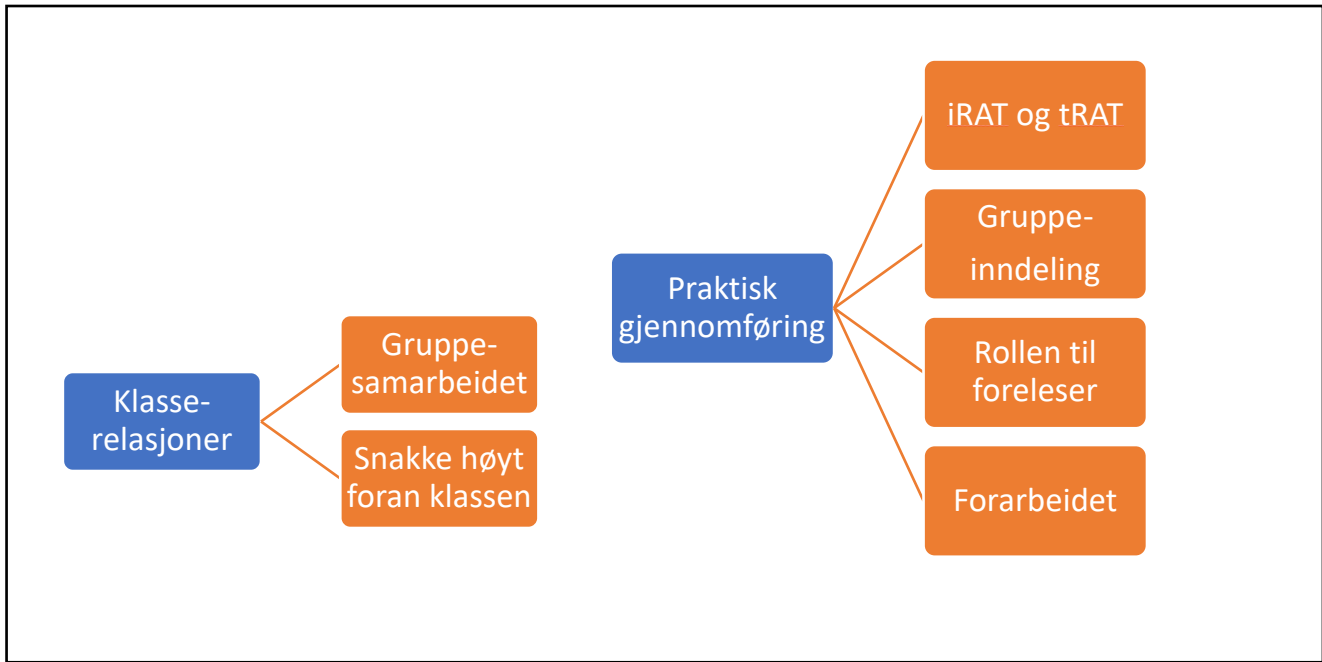 Klasse-
relasjoner
Gruppe-
samarbeidet
Snakke høyt
foran klassen
Praktisk
gjennomføring
iRAT og tRAT
Gruppe-
inndeling
Rollen til
foreleser
Forarbeidet